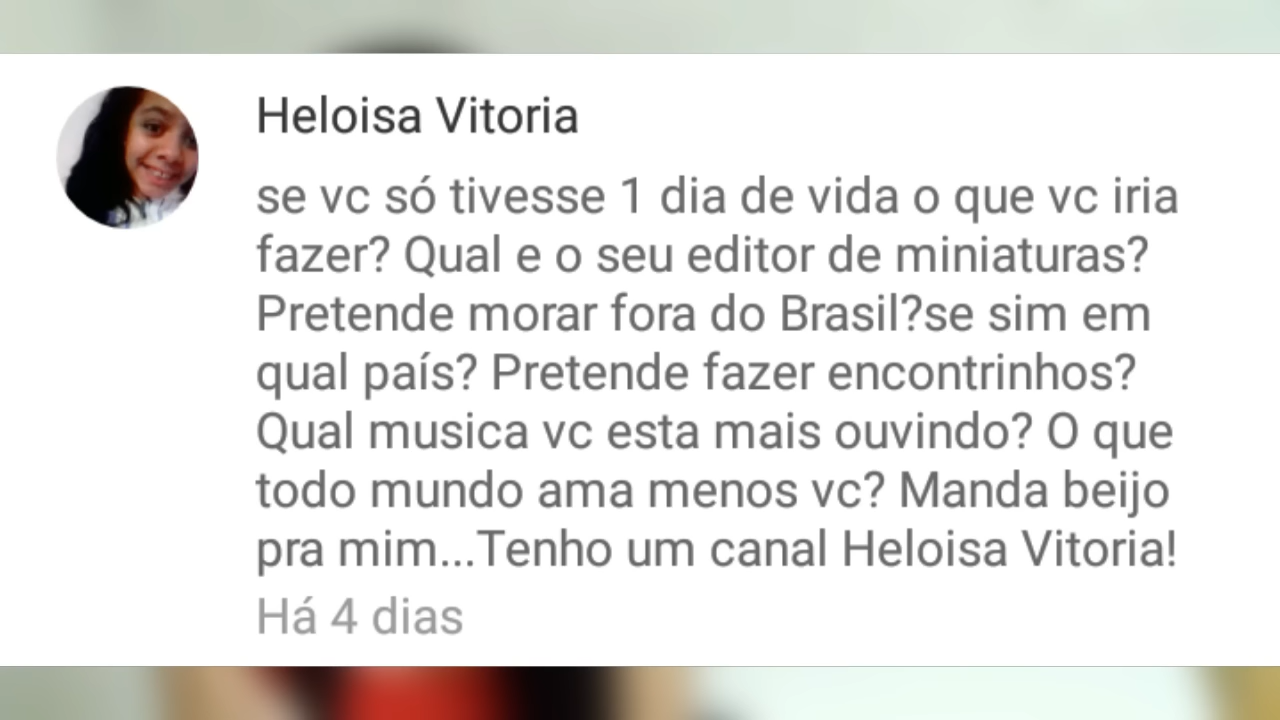 Heloisa Vitoria
se vc só tivesse 1 dia de vida o que vc iria
fazer? Qual e o seu editor de miniaturas?
Pretende morar fora do Brasil?se sim em
qual país? Pretende fazer encontrinhos?
Qual musica vc esta mais ouvindo? O que
todo mundo ama menos vc? Manda beijo
pra mim...Tenho um canal Heloisa Vitoria!
Há 4 dias